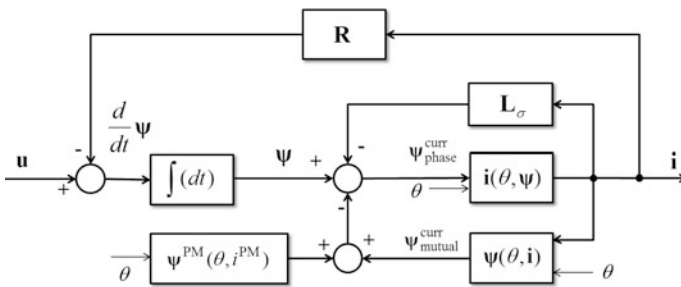 R
L_σ
d/dt ψ
-
-
u
+
∫(dt)
ψ
+
ψ_phase^curr
θ
i(θ, ψ)
i
-
θ
ψ^PM(θ, i^PM)
+
+
ψ_mutual^curr
ψ(θ, i)
θ